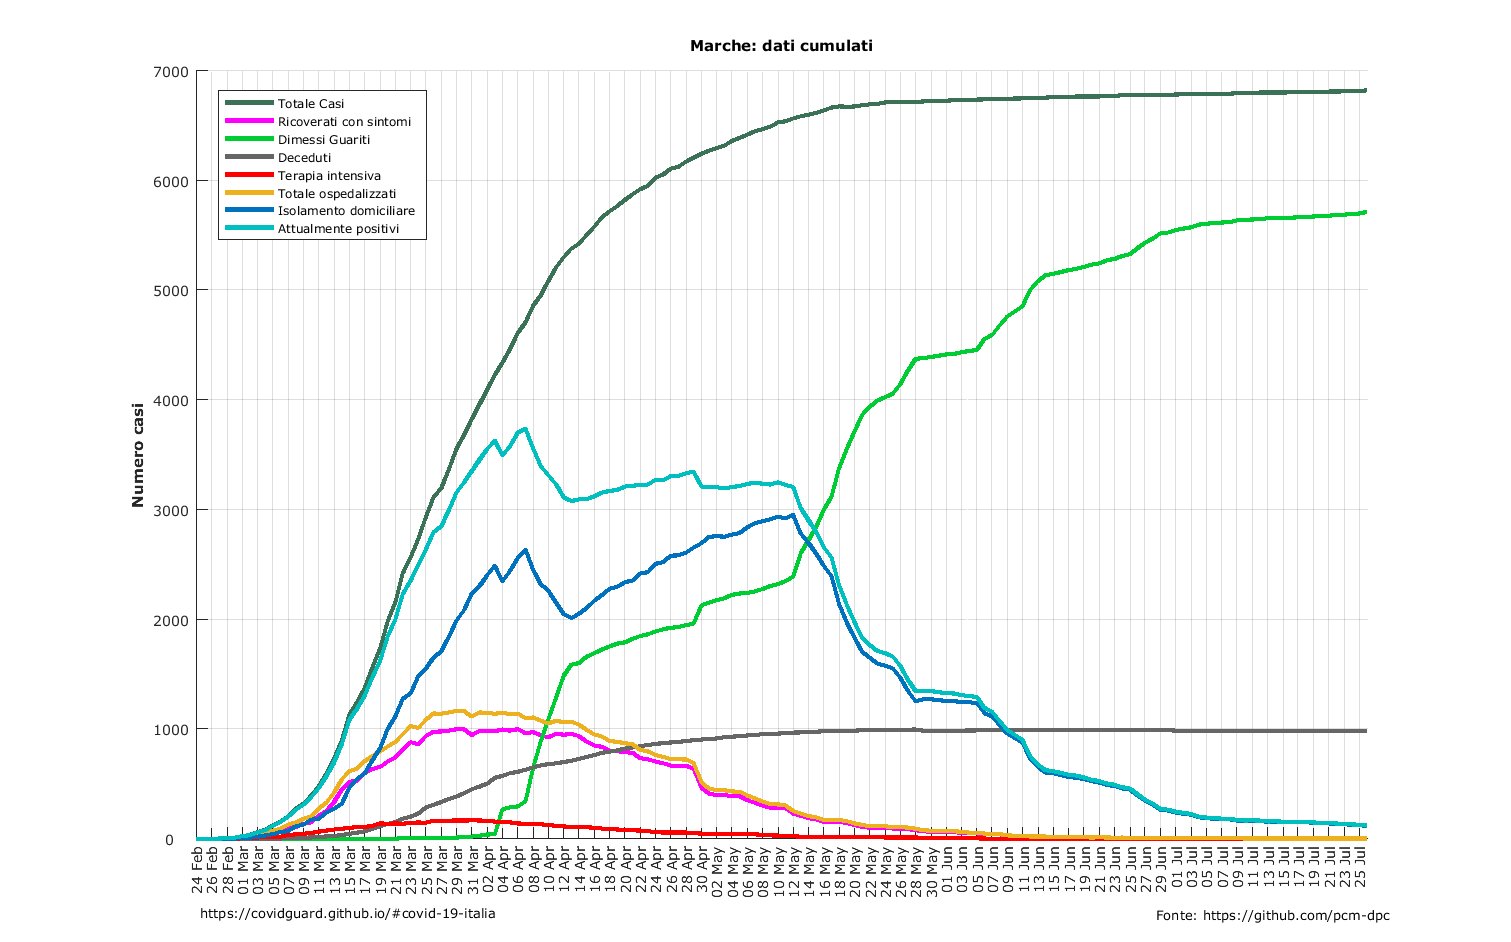 Marche: dati cumulati
7000
6000
5000
4000
3000
2000
1000
0
Numero casi
Totale Casi
Ricoverati con sintomi
Dimessi Guariti
Deceduti
Terapia intensiva
Totale ospedalizzati
Isolamento domiciliare
Attualmente positivi
24 Feb
26 Feb
28 Feb
01 Mar
03 Mar
05 Mar
07 Mar
09 Mar
11 Mar
13 Mar
15 Mar
17 Mar
19 Mar
21 Mar
23 Mar
25 Mar
27 Mar
29 Mar
31 Mar
02 Apr
04 Apr
06 Apr
08 Apr
10 Apr
12 Apr
14 Apr
16 Apr
18 Apr
20 Apr
22 Apr
24 Apr
26 Apr
28 Apr
30 Apr
02 May
04 May
06 May
08 May
10 May
12 May
14 May
16 May
18 May
20 May
22 May
24 May
26 May
28 May
30 May
01 Jun
03 Jun
05 Jun
07 Jun
09 Jun
11 Jun
13 Jun
15 Jun
17 Jun
19 Jun
21 Jun
23 Jun
25 Jun
27 Jun
29 Jun
01 Jul
03 Jul
05 Jul
07 Jul
09 Jul
11 Jul
13 Jul
15 Jul
17 Jul
19 Jul
21 Jul
23 Jul
25 Jul
https://covidguard.github.io/#covid-19-italia
Fonte: https://github.com/pcm-dpc